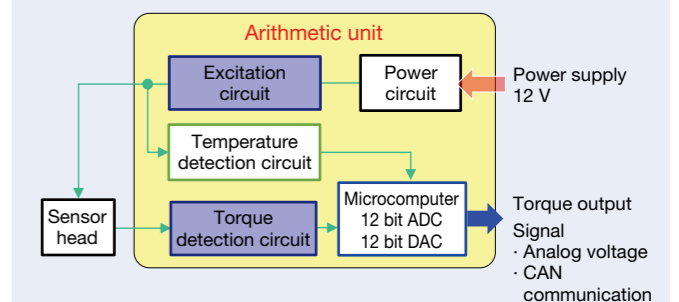 Arithmetic unit
Excitation
circuit
Power
circuit
Power supply
12 V
Temperature
detection circuit
Sensor
head
Torque
detection circuit
Microcomputer
12 bit ADC
12 bit DAC
Torque output
Signal
· Analog voltage
· CAN
communication